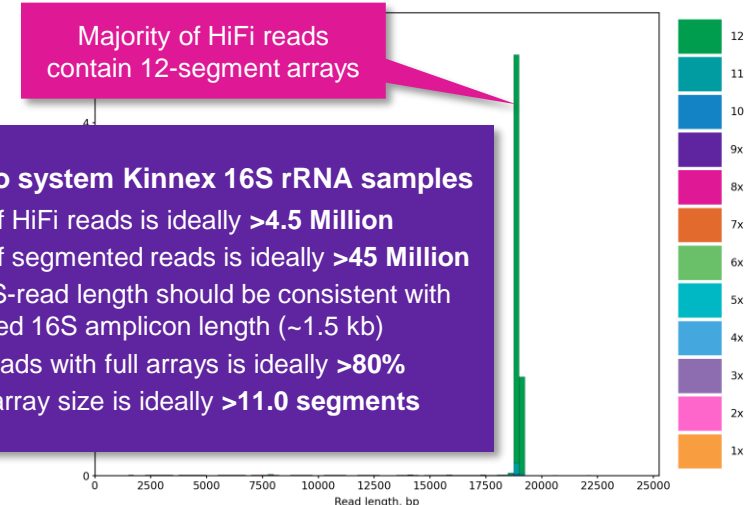 Majority of HiFi reads
contain 12-segment arrays
4
system Kinnex 16S rRNA samples
f HiFi reads is ideally >4.5 Million
f segmented reads is ideally >45 Million
S-read length should be consistent with
ed 16S amplicon length (~1.5 kb)
ads with full arrays is ideally >80%
array size is ideally >11.0 segments
0
0 2500 5000 7500 10000 12500 15000 17500 20000 22500 25000
Read length, bp
12
11
10
9x
8x
7x
6x
5x
4x
3x
2x
1x